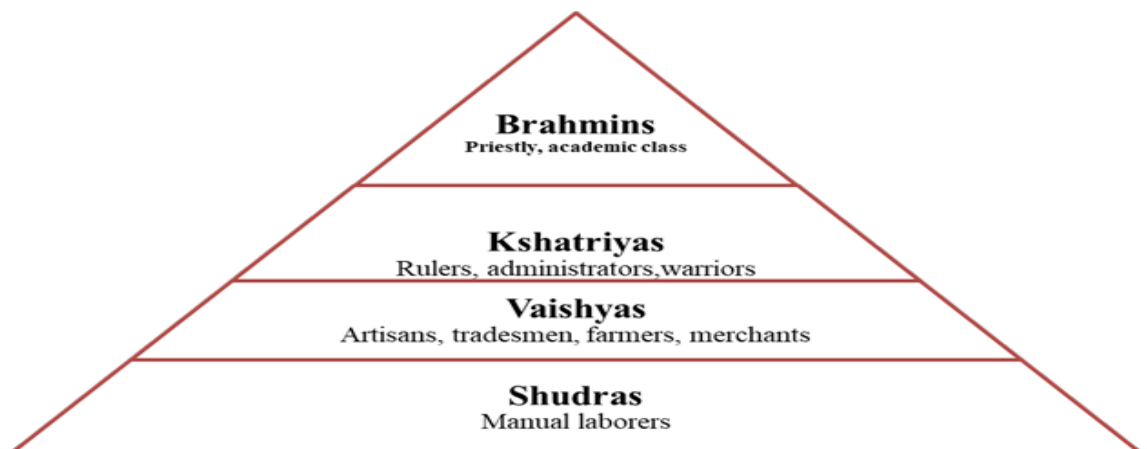 Brahmins
Priestly, academic class
Kshatriyas
Rulers, administrators,warriors
Vaishyas
Artisans, tradesmen, farmers, merchants
Shudras
Manual laborers